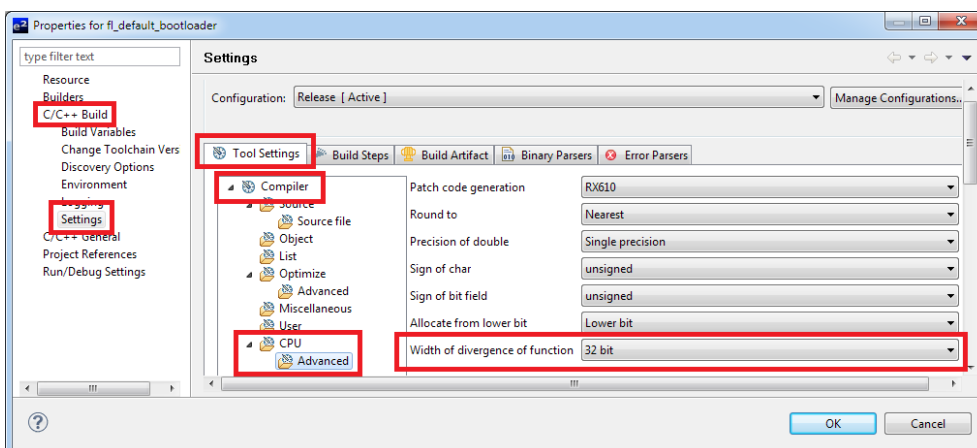 e² Properties for fl_default_bootloader
type filter text
Resource
Builders
C/C++ Build
Build Variables
Change Toolchain Vers
Discovery Options
Environment
Logging
Settings
C/C++ General
Project References
Run/Debug Settings
Settings
Configuration: Release [ Active ] Manage Configurations..
Tool Settings Build Steps Build Artifact Binary Parsers Error Parsers
Compiler
Source
Source file
Object
List
Optimize
Advanced
Miscellaneous
User
CPU
Advanced
Patch code generation RX610
Round to Nearest
Precision of double Single precision
Sign of char unsigned
Sign of bit field unsigned
Allocate from lower bit Lower bit
Width of divergence of function 32 bit
? OK Cancel